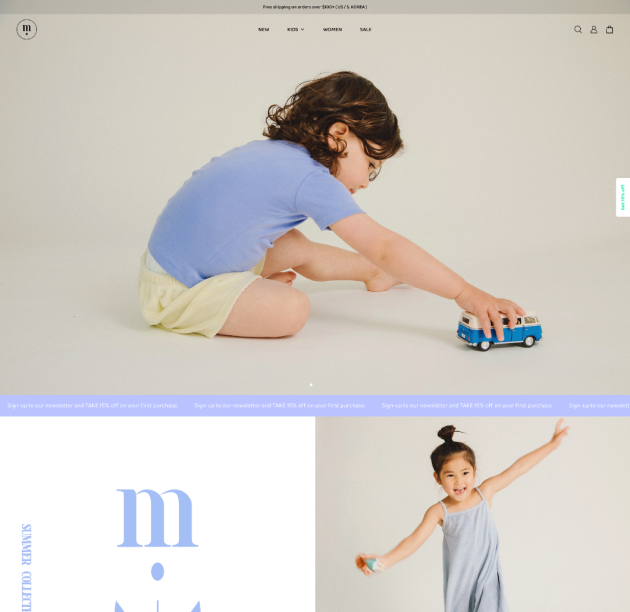 Free shipping on orders over $100+ ( US / S. KOREA )
m
NEW KIDS WOMEN SALE
Get 15% off
Sign up to our newsletter and TAKE 15% off on your first purchase Sign up to our newsletter and TAKE 15% off on your first purchase Sign up to our newsletter and TAKE 15% off on your first purchase Sign up to our
m
SUMMER